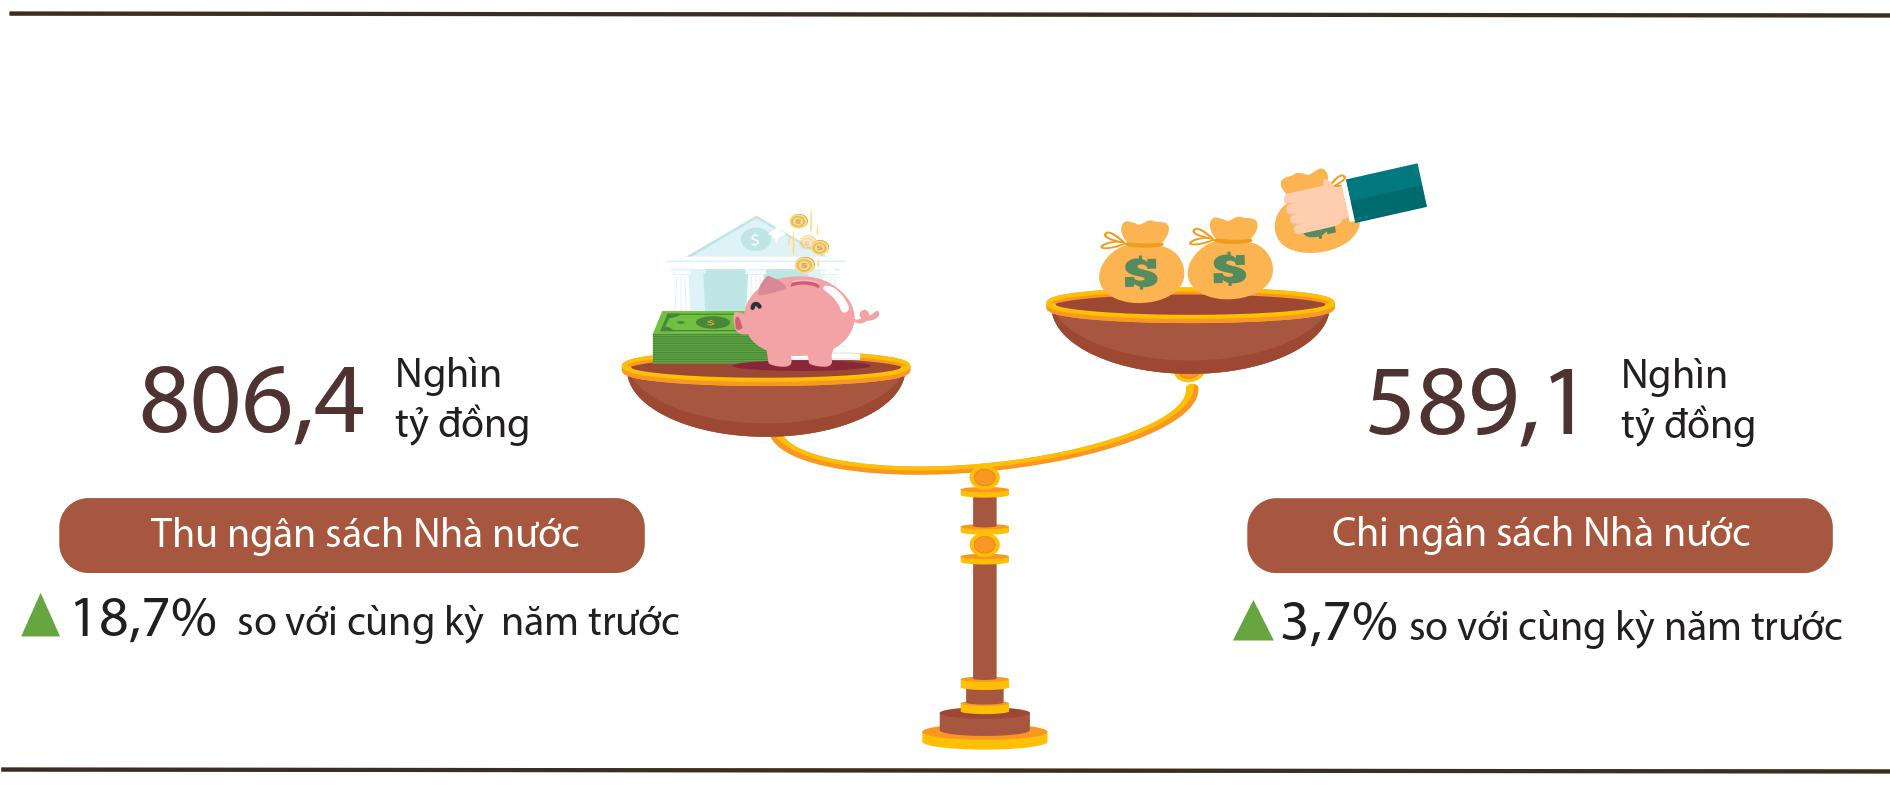 806,4
Nghìn
tỷ đồng
Thu ngân sách Nhà nước
18,7% so với cùng kỳ năm trước
589,1
Nghìn
tỷ đồng
Chi ngân sách Nhà nước
3,7% so với cùng kỳ năm trước
$
$
$
$